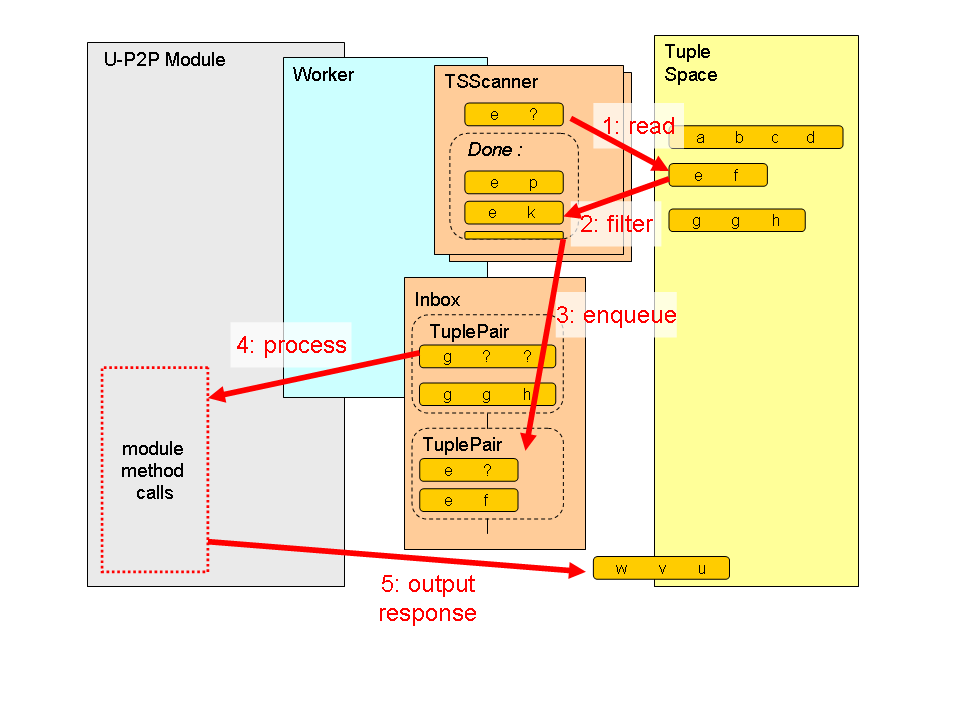 U-P2P Module
Worker
TSScanner
e ?
Done :
e p
e k
Tuple
Space
a b c d
e f
g g h
1: read
2: filter
3: enqueue
Inbox
TuplePair
g ? ?
g g h
TuplePair
e ?
e f
4: process
module
method
calls
5: output
response
w v u